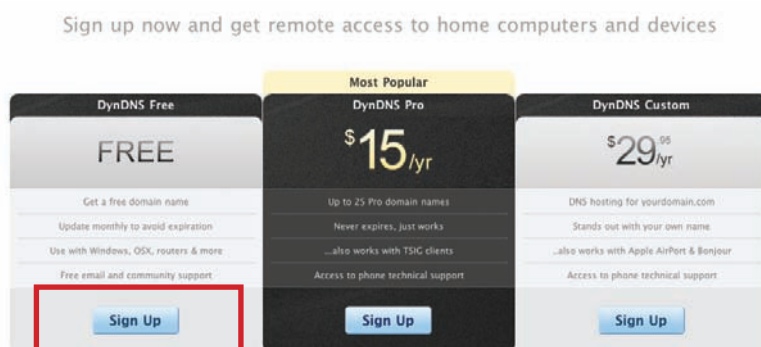 Sign up now and get remote access to home computers and devices
Most Popular
DynDNS Free
FREE
Get a free domain name
Update monthly to avoid expiration
Use with Windows, OSX, routers & more
Free email and community support
Sign Up
DynDNS Pro
$15/yr
Up to 25 Pro domain names
Never expires, just works
...also works with TSIG clients
Access to phone technical support
Sign Up
DynDNS Custom
$29.95/yr
DNS hosting for yourdomain.com
Stands out with your own name
...also works with Apple AirPort & Bonjour
Access to phone technical support
Sign Up